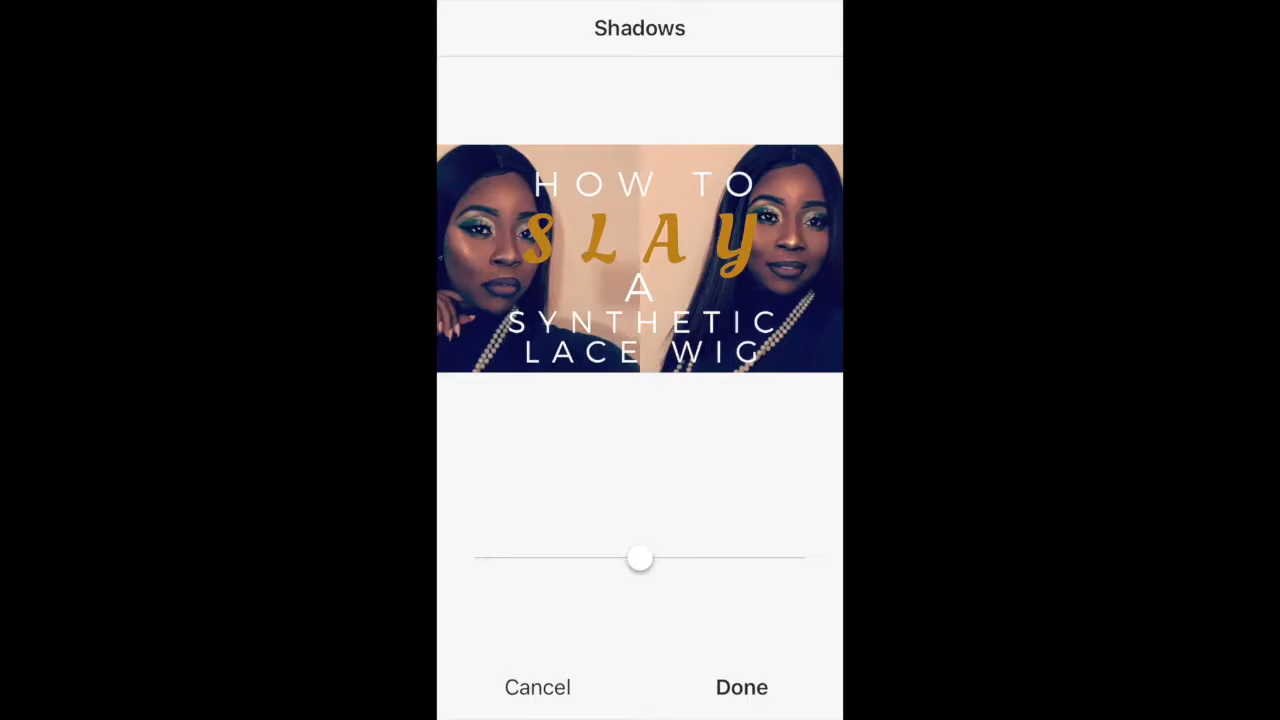 Shadows
HOW TO
SLAY
A
SYNTHETIC
LACE WIG
Cancel Done